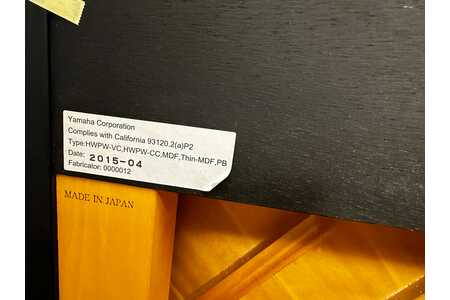 Yamaha Corporation
Complies with California 93120.2(a)P2
Type:HWPW-VC,HWPW-CC,MDF,Thin-MDF,PB
Date: 2015-04
Fabricator: 0000012
MADE IN JAPAN